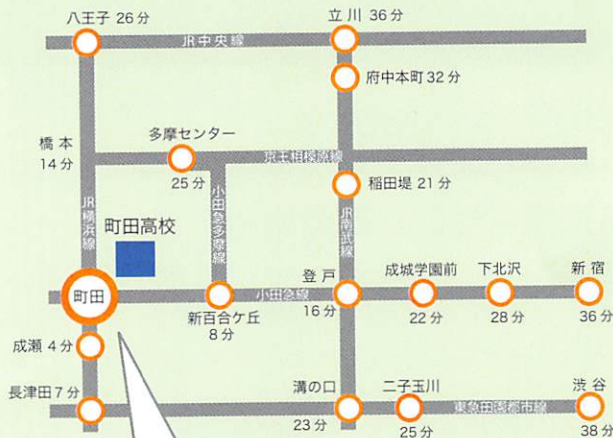 八王子 26分
立川 36分
JR中央線
府中本町 32分
橋本
14分
多摩センター
25分
京王相模原線
稲田堤 21分
JR横浜線
小田急多摩線
JR南武線
町田高校
町田
新百合ケ丘
8分
小田急線
登戸
16分
成城学園前
22分
下北沢
28分
新宿
36分
成瀬 4分
長津田 7分
溝の口
23分
二子玉川
25分
東急田園都市線
渋谷
38分